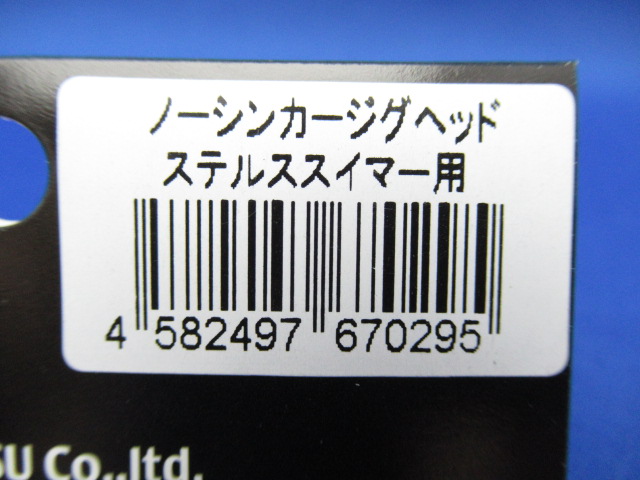 ノーシンカージグヘッド
ステルススイマー用
4 582497 670295
SU Co.,ltd.